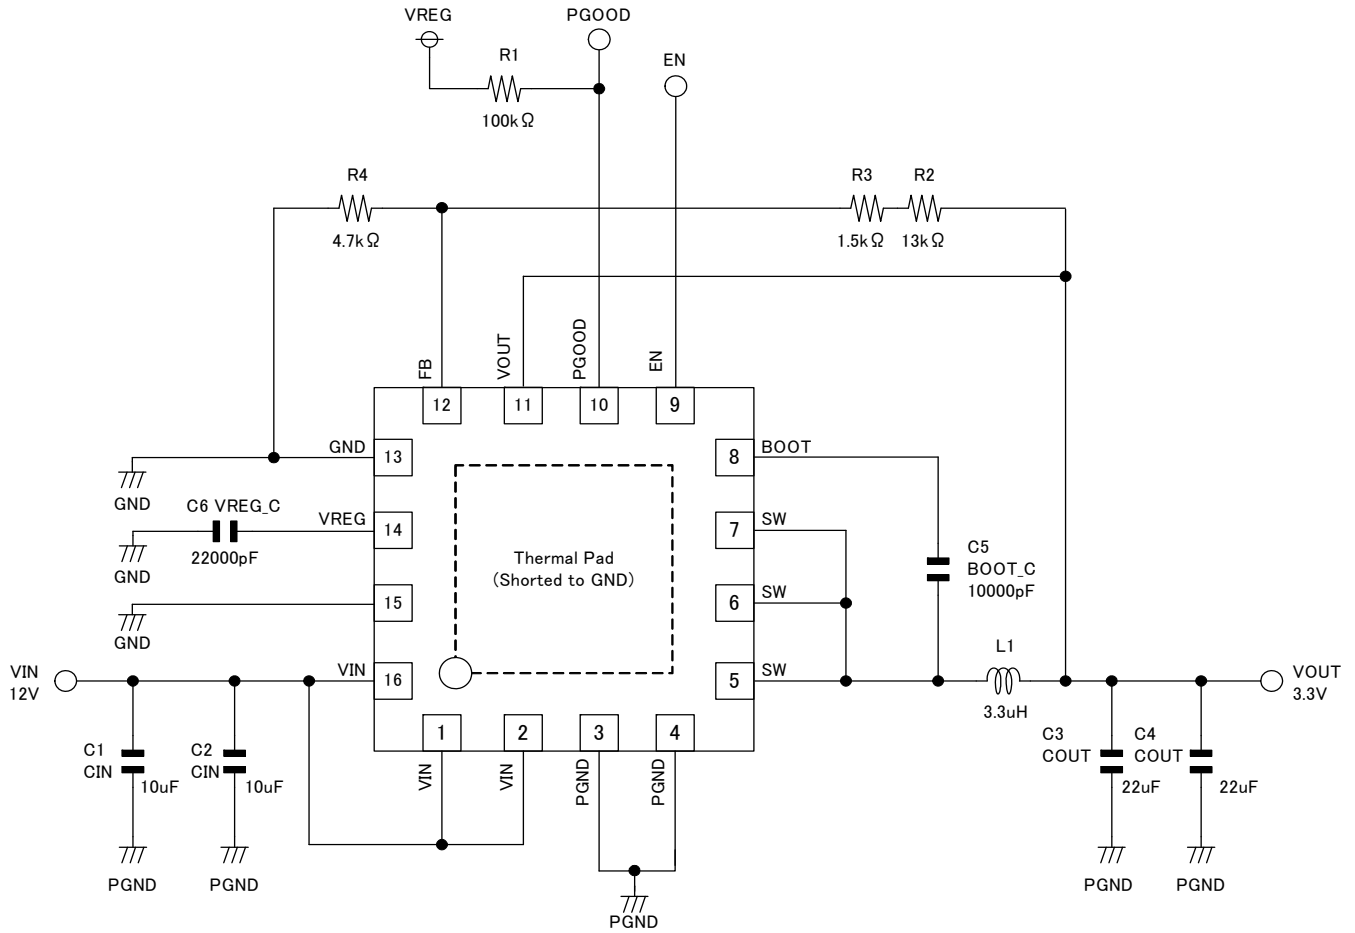 VREG
PGOOD
EN
R1
100kΩ
R4
4.7kΩ
R3
R2
1.5kΩ
13kΩ
FB
VOUT
PGOOD
EN
12
11
10
9
GND
13
8
BOOT
GND
C6 VREG_C
22000pF
VREG
14
7
SW
GND
Thermal Pad
(Shorted to GND)
C5
BOOT_C
10000pF
15
6
SW
GND
VIN
12V
VIN
16
5
SW
L1
3.3uH
VOUT
3.3V
1
2
3
4
C1
CIN
10uF
C2
CIN
10uF
VIN
VIN
PGND
PGND
C3
COUT
22uF
C4
COUT
22uF
PGND
PGND
PGND
PGND
PGND